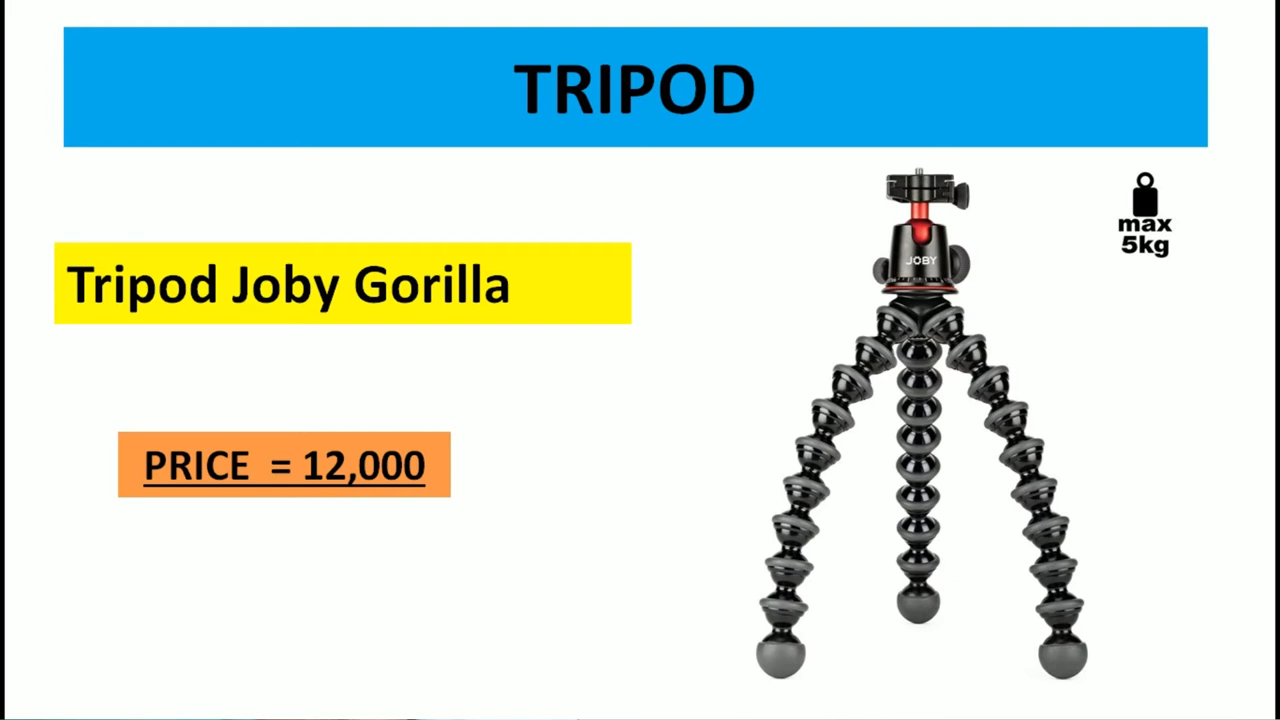 TRIPOD
max
5kg
Tripod Joby Gorilla
JOBY
PRICE = 12,000